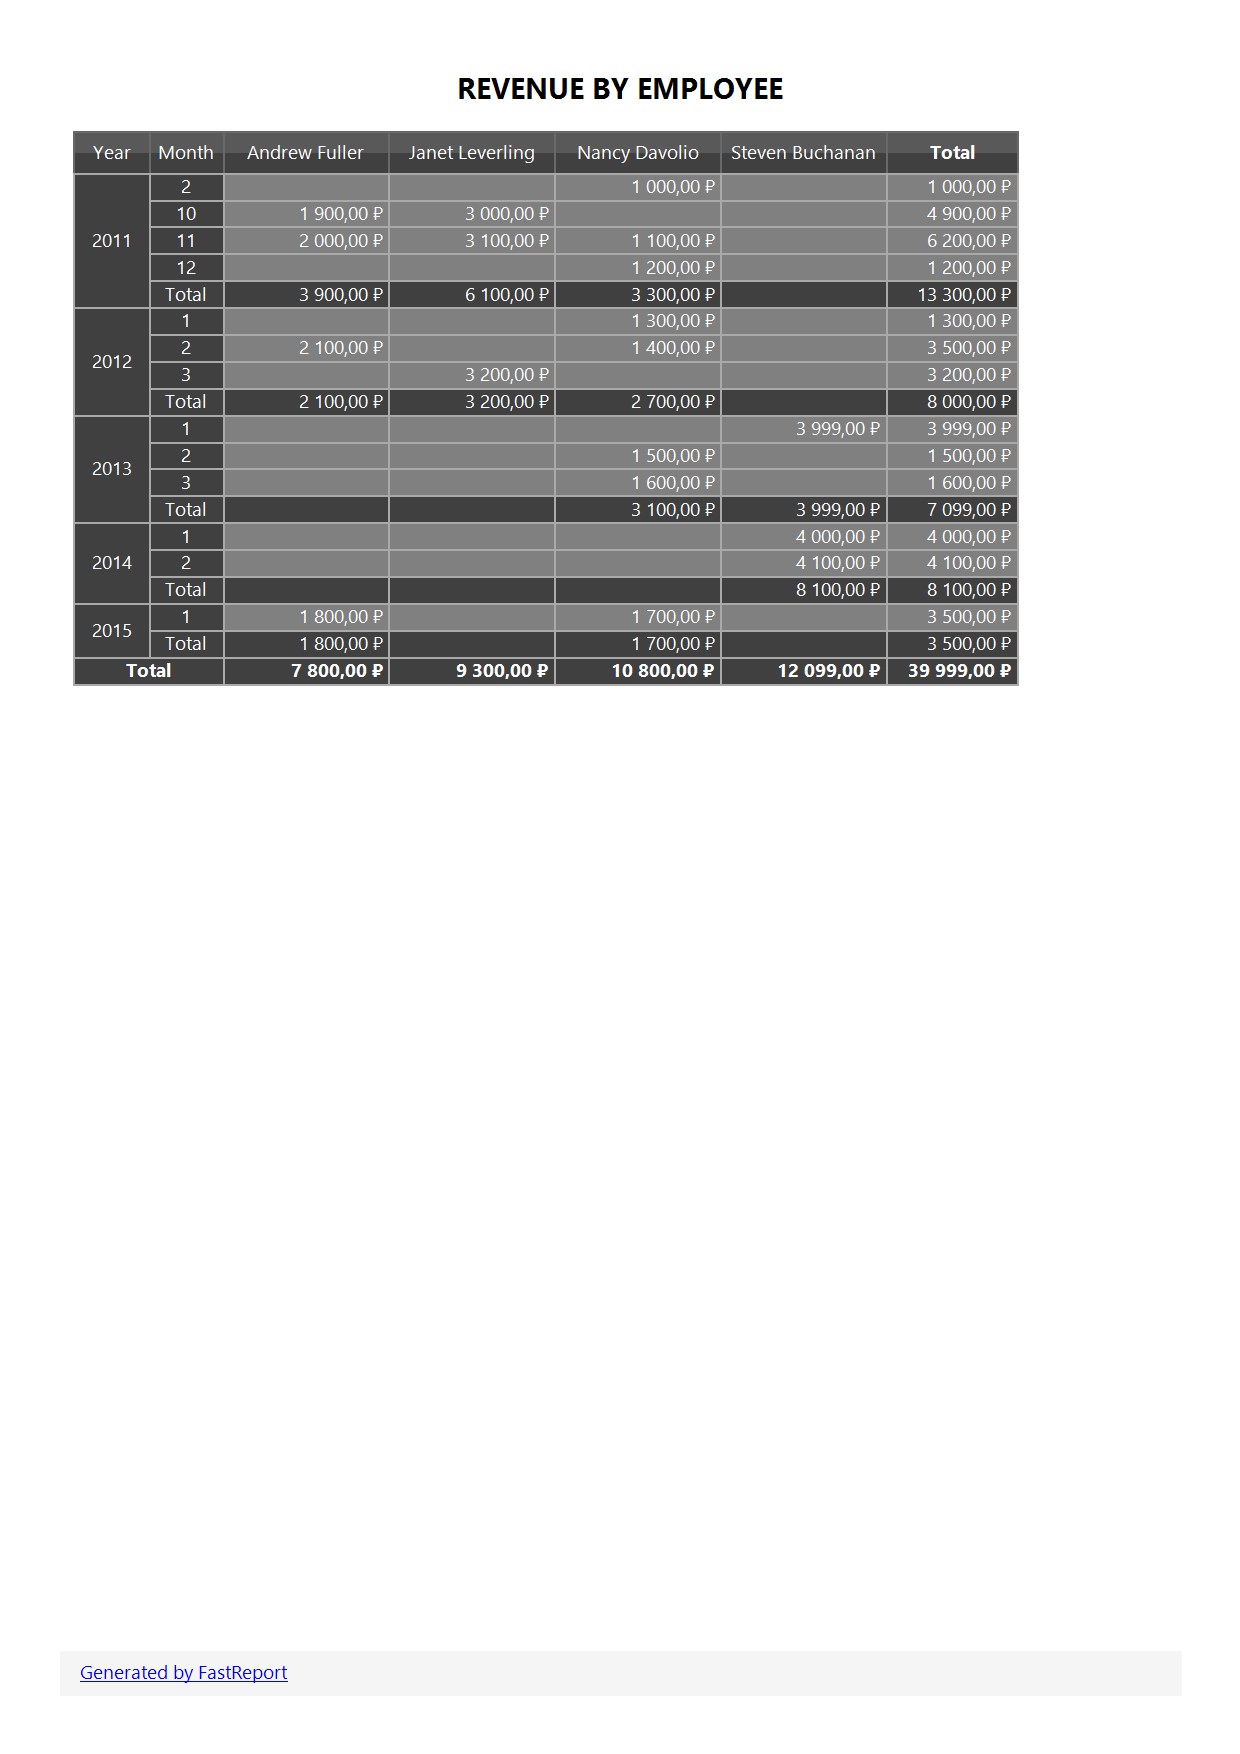 REVENUE BY EMPLOYEE
Year Month Andrew Fuller Janet Leverling Nancy Davolio Steven Buchanan Total
2011
2 1 000,00 ₽ 1 000,00 ₽
10 1 900,00 ₽ 3 000,00 ₽ 4 900,00 ₽
11 2 000,00 ₽ 3 100,00 ₽ 1 100,00 ₽ 6 200,00 ₽
12 1 200,00 ₽ 1 200,00 ₽
Total 3 900,00 ₽ 6 100,00 ₽ 3 300,00 ₽ 13 300,00 ₽
2012
1 1 300,00 ₽ 1 300,00 ₽
2 2 100,00 ₽ 1 400,00 ₽ 3 500,00 ₽
3 3 200,00 ₽ 3 200,00 ₽
Total 2 100,00 ₽ 3 200,00 ₽ 2 700,00 ₽ 8 000,00 ₽
2013
1 3 999,00 ₽ 3 999,00 ₽
2 1 500,00 ₽ 1 500,00 ₽
3 1 600,00 ₽ 1 600,00 ₽
Total 3 100,00 ₽ 3 999,00 ₽ 7 099,00 ₽
2014
1 4 000,00 ₽ 4 000,00 ₽
2 4 100,00 ₽ 4 100,00 ₽
Total 8 100,00 ₽ 8 100,00 ₽
2015
1 1 800,00 ₽ 1 700,00 ₽ 3 500,00 ₽
Total 1 800,00 ₽ 1 700,00 ₽ 3 500,00 ₽
Total 7 800,00 ₽ 9 300,00 ₽ 10 800,00 ₽ 12 099,00 ₽ 39 999,00 ₽
Generated by FastReport